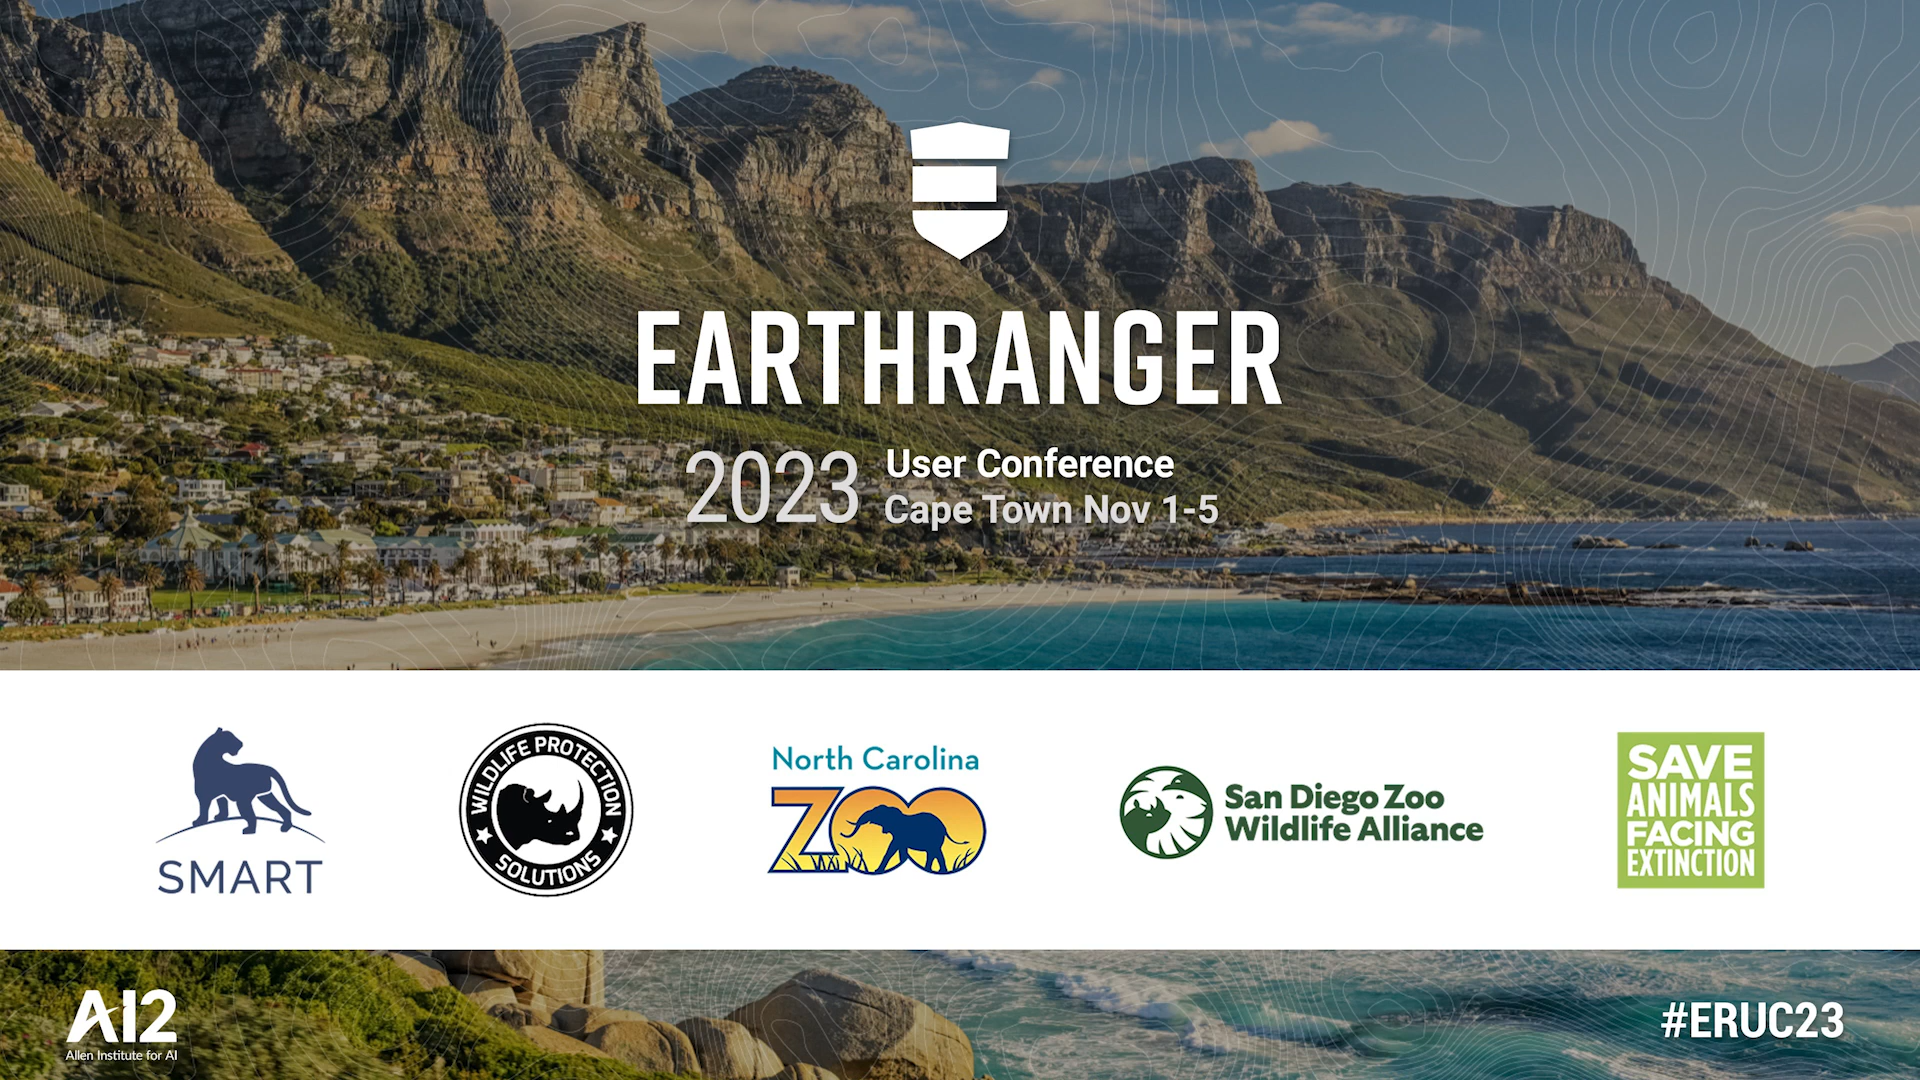 EARTHRANGER
2023
User Conference
Cape Town Nov 1-5
SMART
WILDLIFE PROTECTION
SOLUTIONS
North Carolina
ZOO
San Diego Zoo
Wildlife Alliance
SAVE
ANIMALS
FACING
EXTINCTION
AI2
Allen Institute for AI
#ERUC23